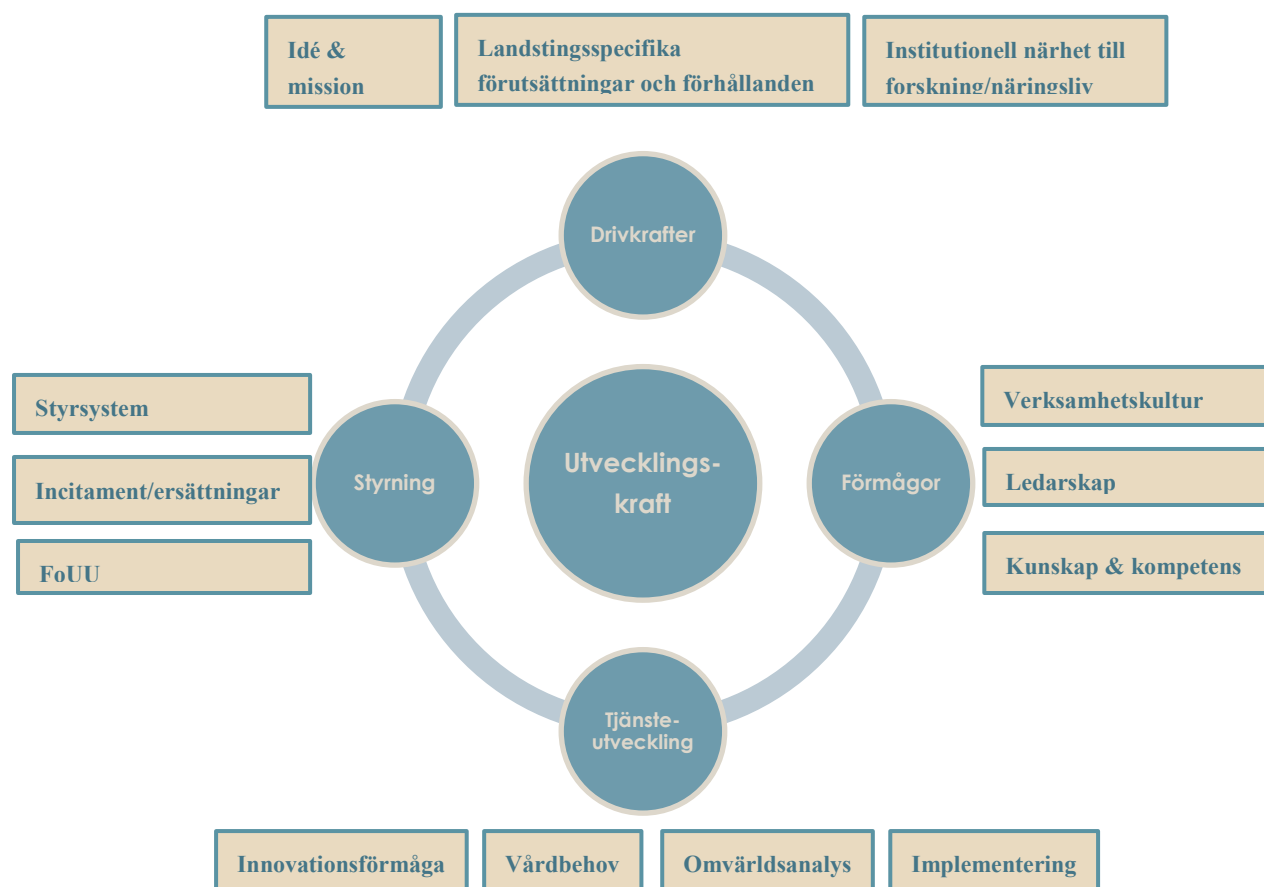 Idé &
mission
Landstingsspecifika
förutsättningar och förhållanden
Institutionell närhet till
forskning/näringsliv
Drivkrafter
Styrsystem
Incitament/ersättningar
FoUU
Styrning
Utvecklings-
kraft
Förmågor
Verksamhetskultur
Ledarskap
Kunskap & kompetens
Tjänste-
utveckling
Innovationsförmåga
Vårdbehov
Omvärldsanalys
Implementering